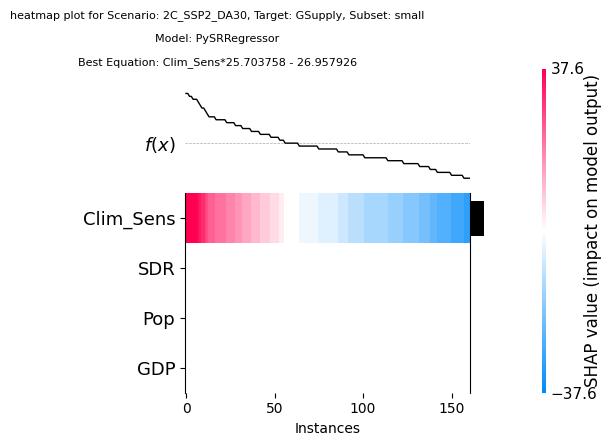 heatmap plot for Scenario: 2C_SSP2_DA30, Target: GSupply, Subset: small
Model: PySRRegressor
Best Equation: Clim_Sens*25.703758 - 26.957926
37.6
f(x)
Clim_Sens
SDR
Pop
GDP
SHAP value (impact on model output)
−37.6
0
50
100
150
Instances